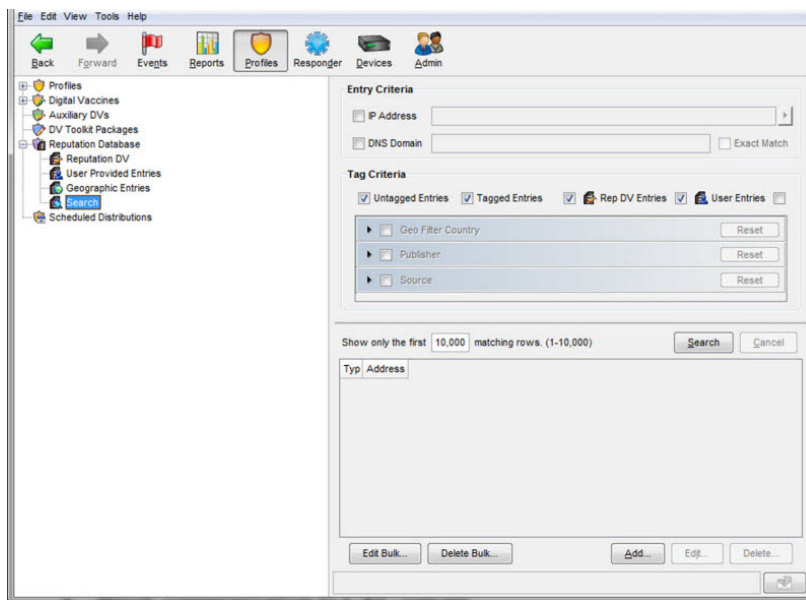 File Edit View Tools Help
Back Forward Events Reports Profiles Responder Devices Admin
Profiles
Digital Vaccines
Auxiliary DVs
DV Toolkit Packages
Reputation Database
Reputation DV
User Provided Entries
Geographic Entries
Search
Scheduled Distributions
Entry Criteria
IP Address
DNS Domain Exact Match
Tag Criteria
Untagged Entries Tagged Entries Rep DV Entries User Entries
Geo Filter Country Reset
Publisher Reset
Source Reset
Show only the first 10,000 matching rows. (1-10,000) Search Cancel
Typ Address
Edit Bulk... Delete Bulk... Add... Edit... Delete...